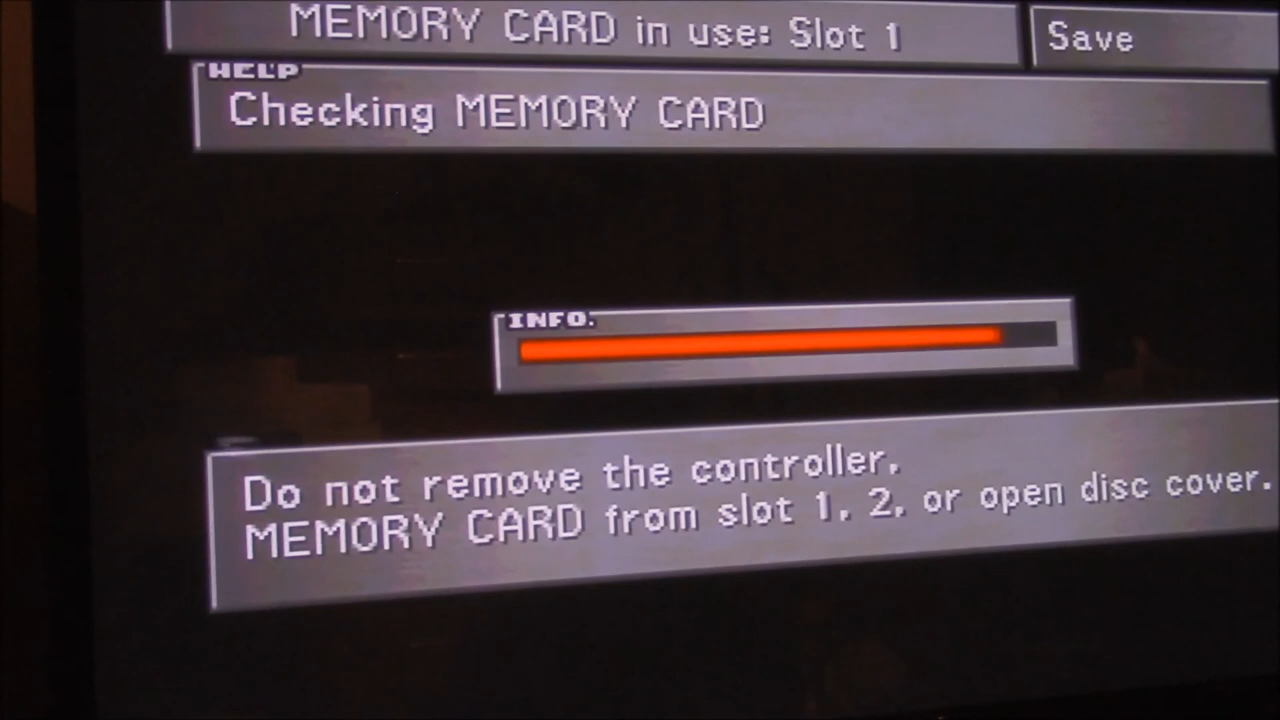 MEMORY CARD in use: Slot 1
Save
HELP
Checking MEMORY CARD
INFO.
Do not remove the controller,
MEMORY CARD from slot 1, 2, or open disc cover.